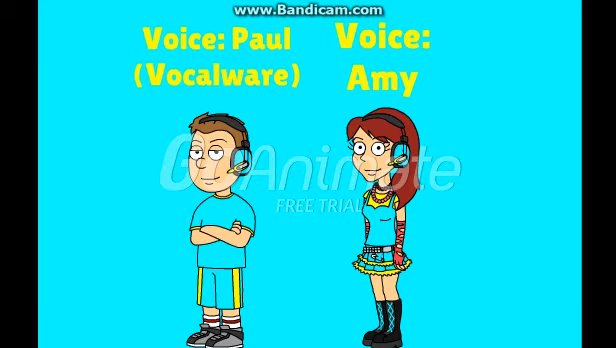 www.Bandicam.com
Voice: Paul
(Vocalware)
Voice:
Amy
GoAnimate
FREE TRIAL